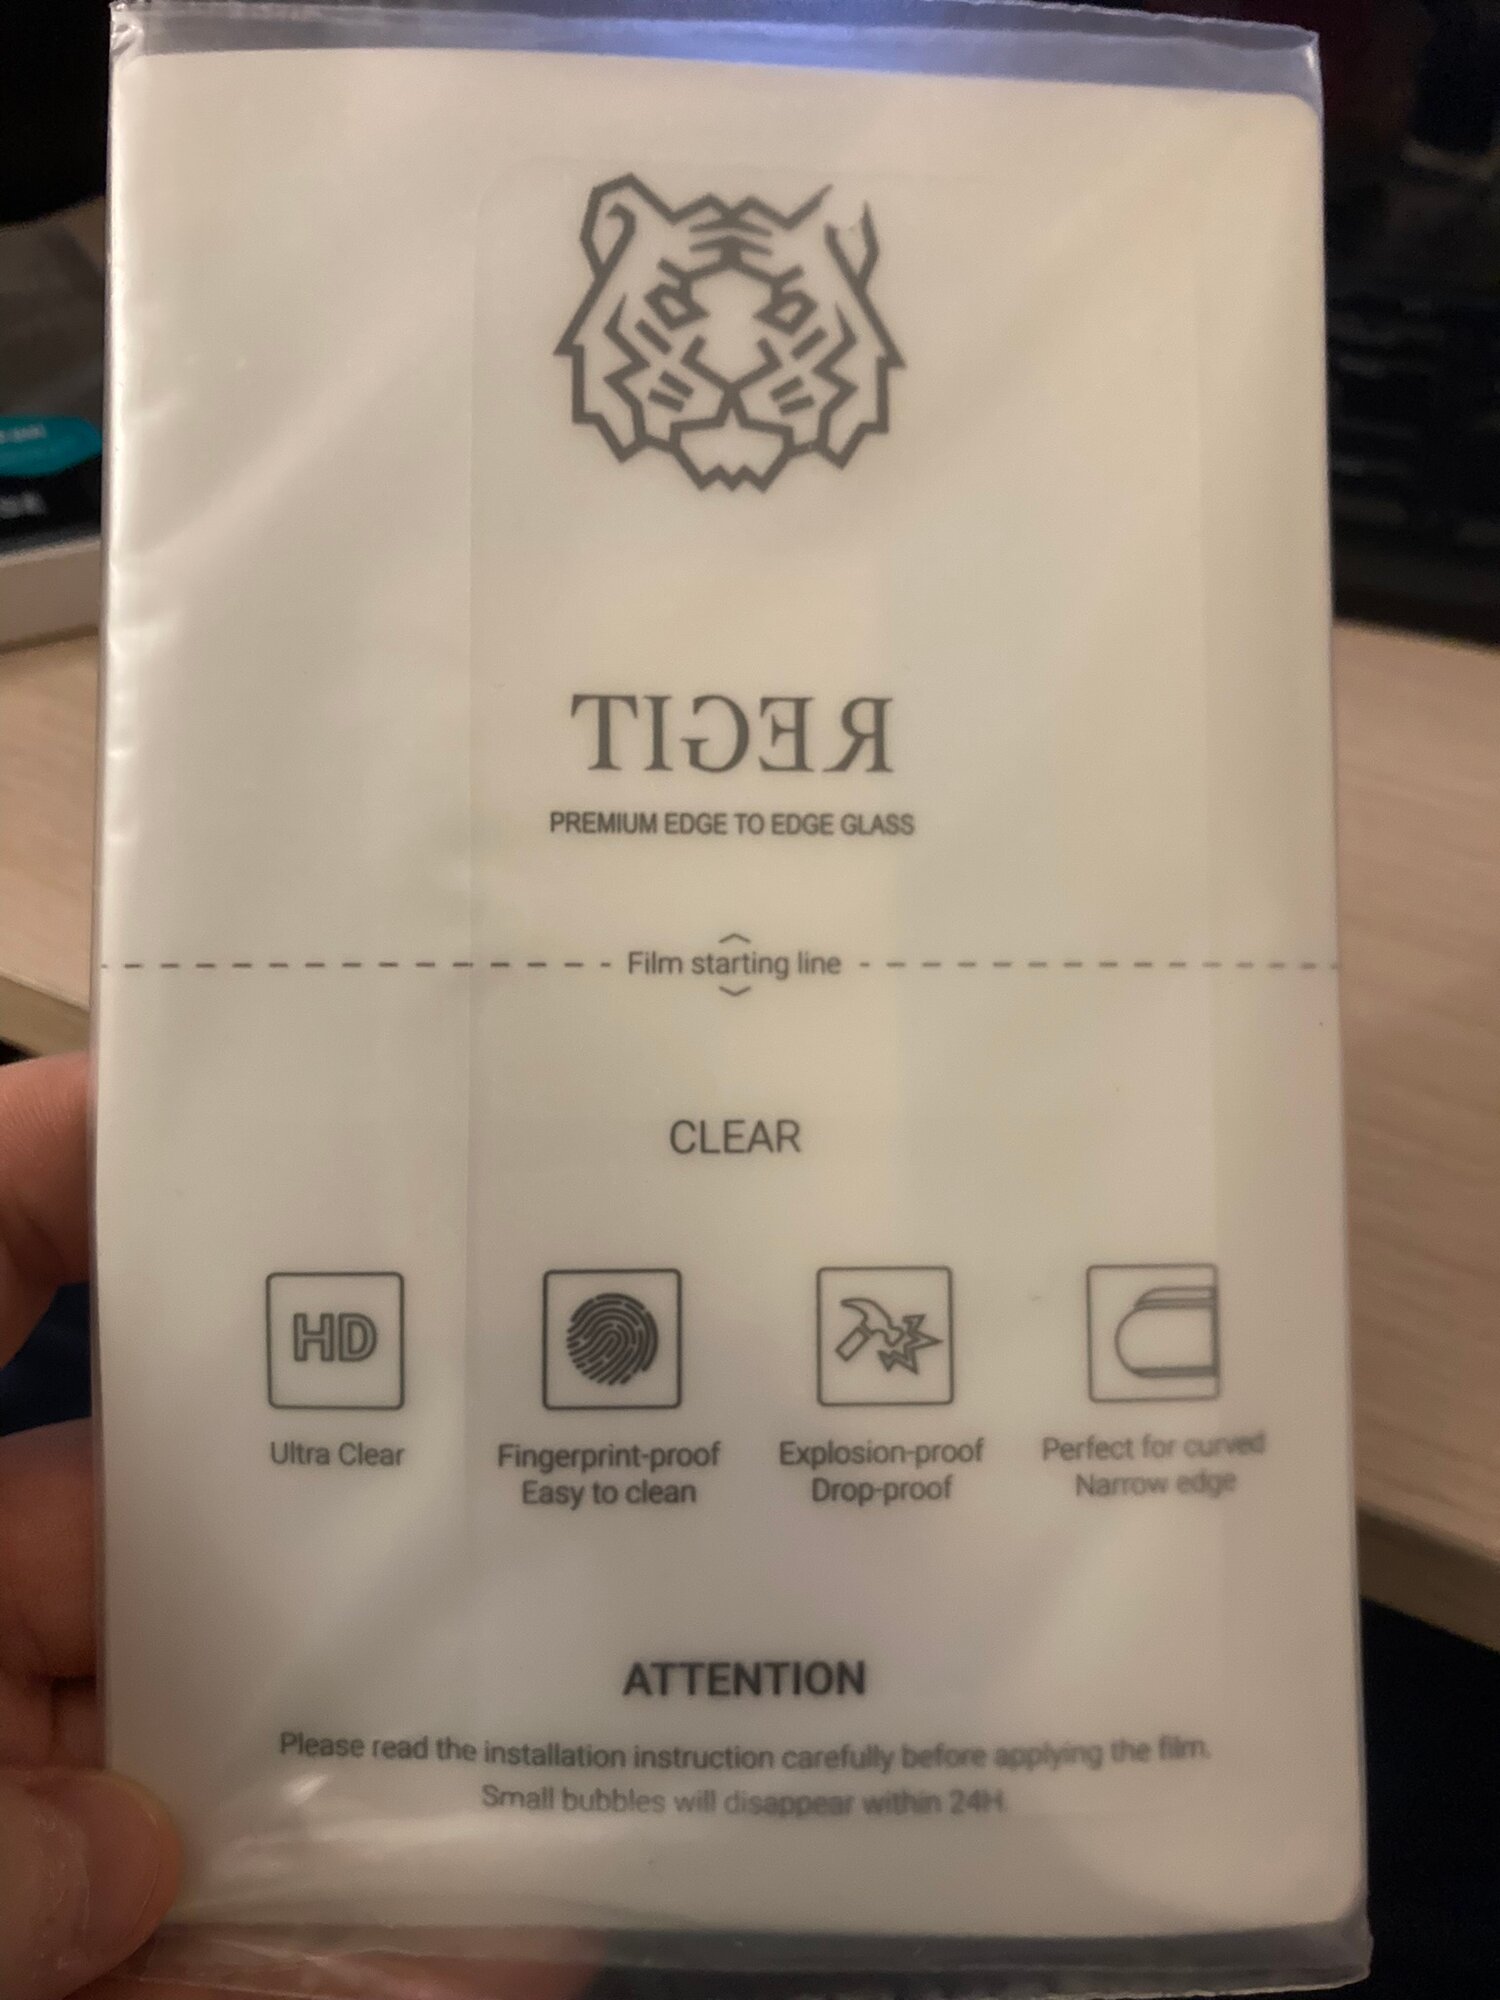 TIGER
PREMIUM EDGE TO EDGE GLASS
Film starting line
CLEAR
HD
Ultra Clear
Fingerprint-proof
Easy to clean
Explosion-proof
Drop-proof
Perfect for curved
Narrow edge
ATTENTION
Please read the installation instruction carefully before applying the film.
Small bubbles will disappear within 24H.